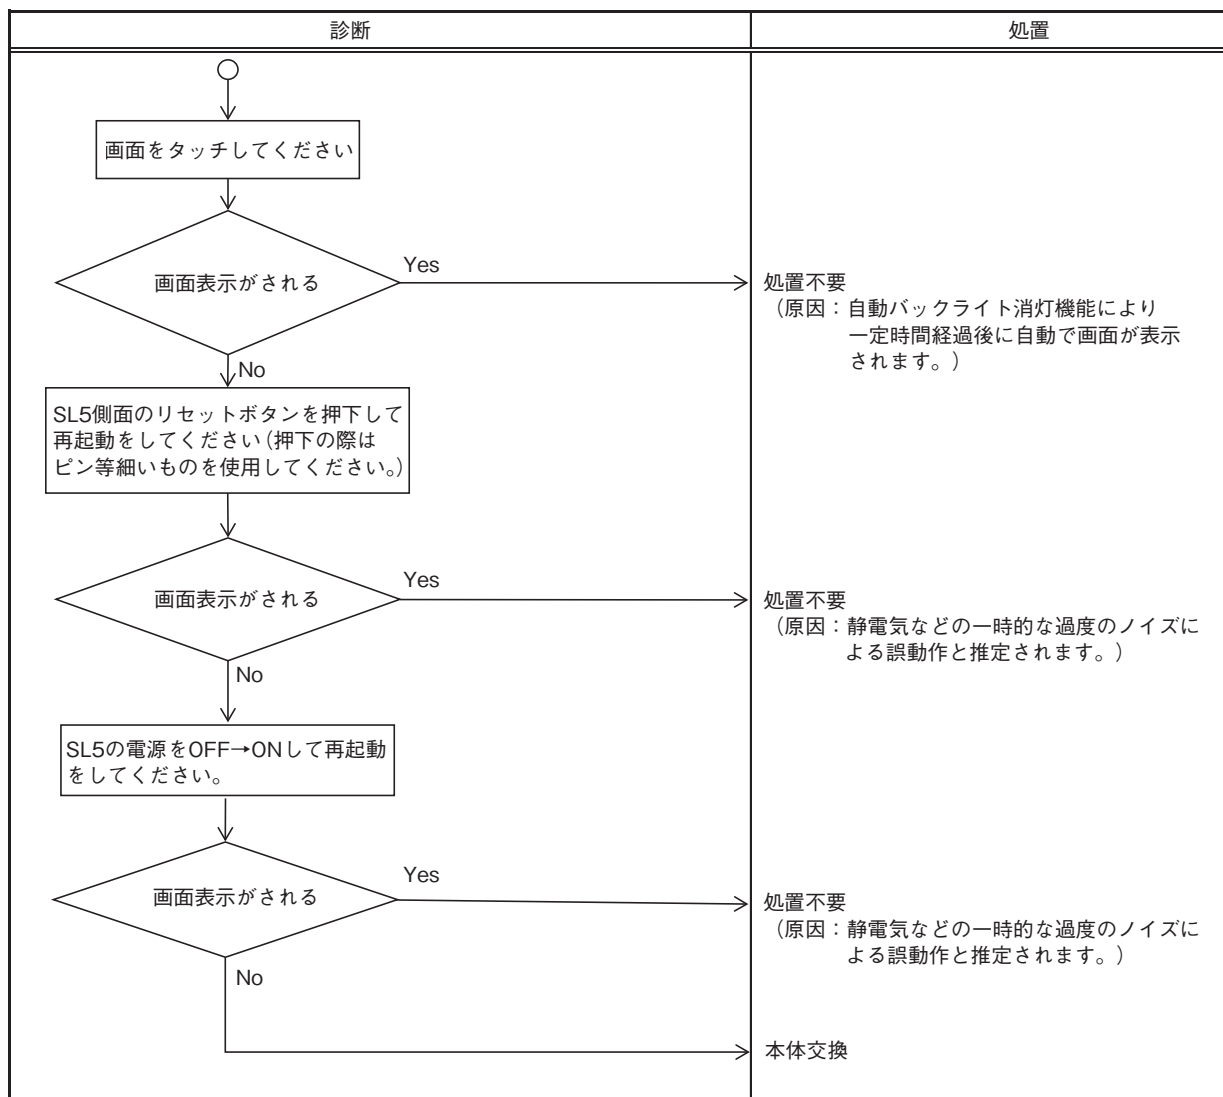 診断
処置
画面をタッチしてください
画面表示がされる
Yes
処置不要
（原因：自動バックライト消灯機能により
一定時間経過後に自動で画面が表示
されます。）
No
SL5側面のリセットボタンを押下して
再起動をしてください（押下の際は
ピン等細いものを使用してください。）
画面表示がされる
Yes
処置不要
（原因：静電気などの一時的な過度のノイズに
よる誤動作と推定されます。）
No
SL5の電源をOFF→ONして再起動
をしてください。
画面表示がされる
Yes
処置不要
（原因：静電気などの一時的な過度のノイズに
よる誤動作と推定されます。）
No
本体交換